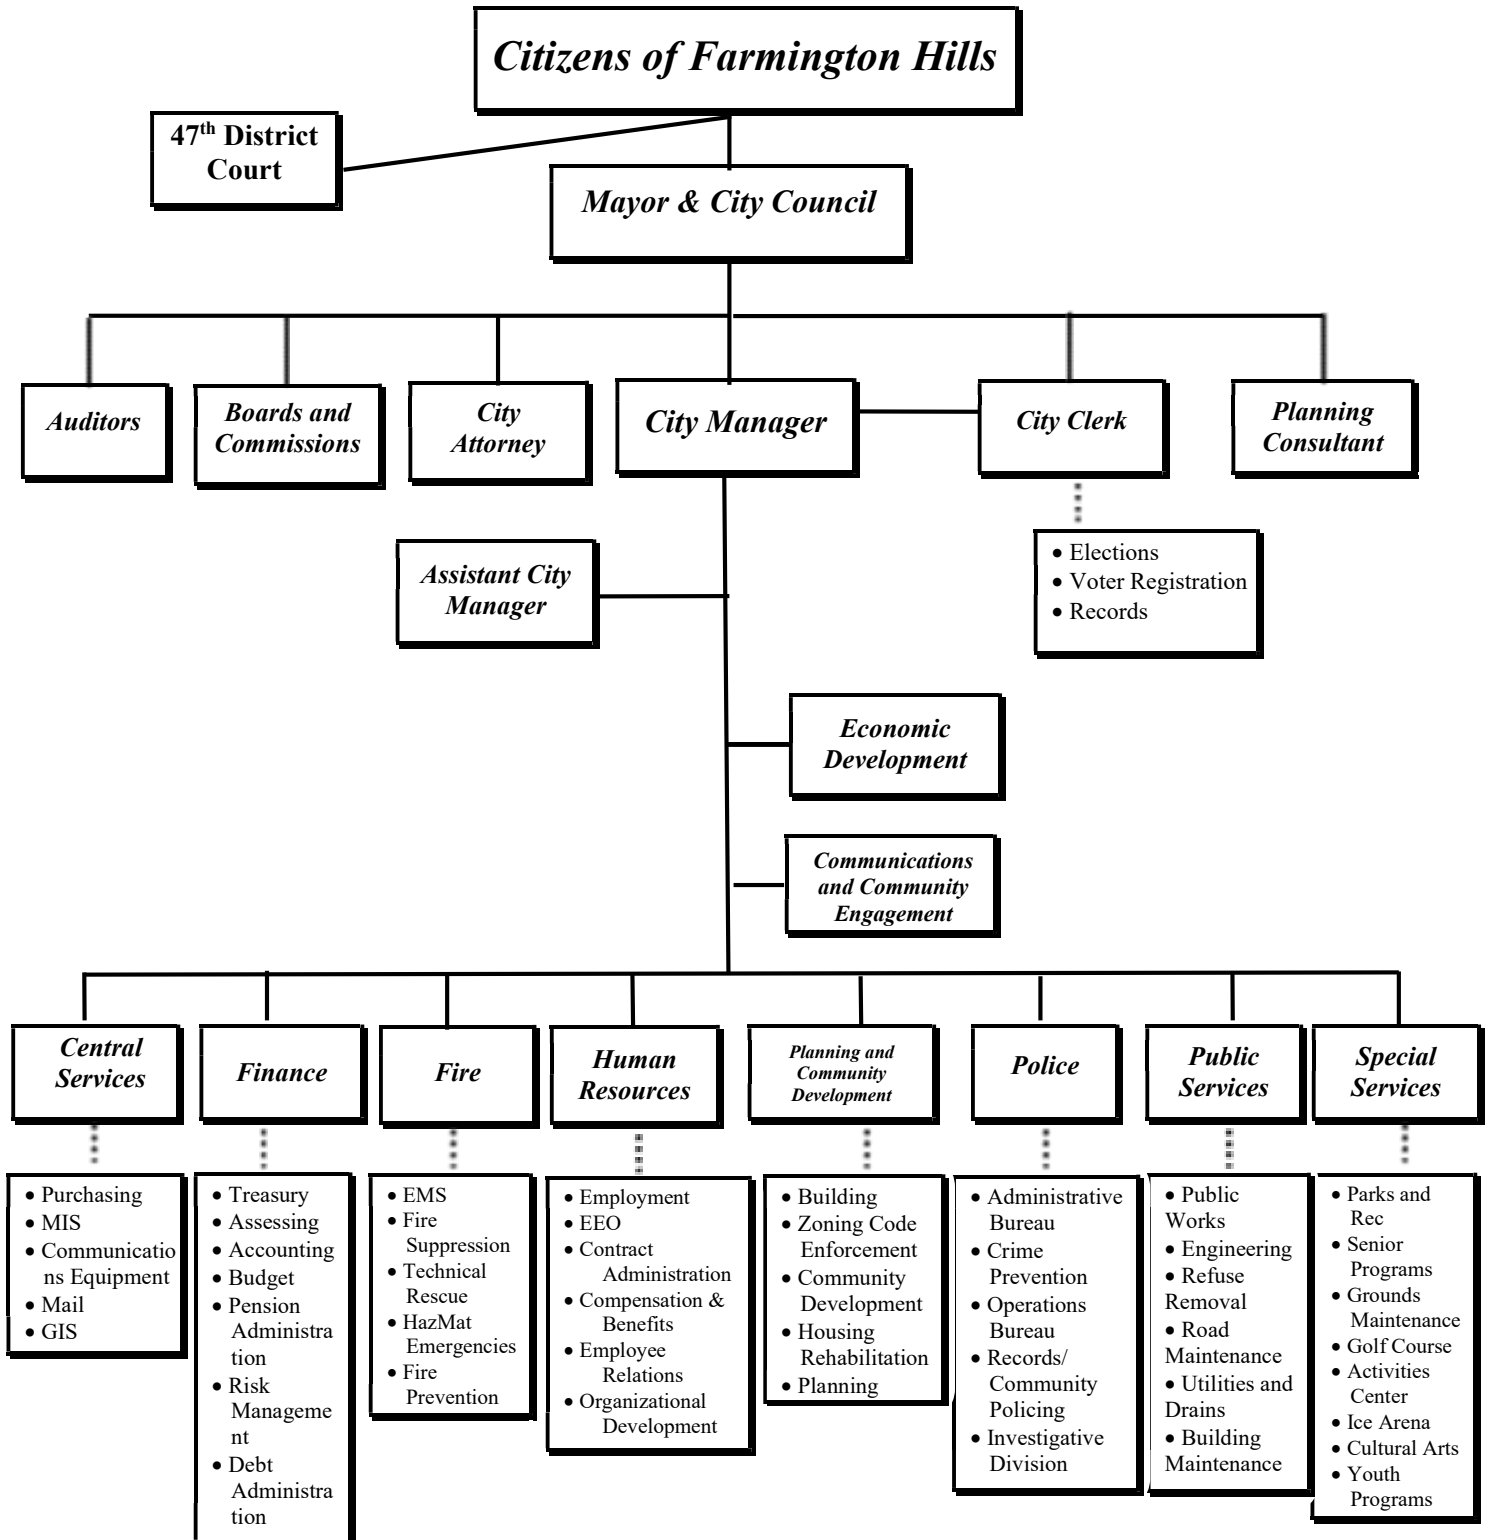 Citizens of Farmington Hills
47th District
Court
Mayor & City Council
Auditors
Boards and
Commissions
City
Attorney
City Manager
City Clerk
Planning
Consultant
• Elections
• Voter Registration
• Records
Assistant City
Manager
Economic
Development
Communications
and Community
Engagement
Central
Services
Finance
Fire
Human
Resources
Planning and
Community
Development
Police
Public
Services
Special
Services
• Purchasing
• MIS
• Communicatio
ns Equipment
• Mail
• GIS
• Treasury
• Assessing
• Accounting
• Budget
• Pension
Administra
tion
• Risk
Manageme
nt
• Debt
Administra
tion
• EMS
• Fire
Suppression
• Technical
Rescue
• HazMat
Emergencies
• Fire
Prevention
• Employment
• EEO
• Contract
Administration
• Compensation &
Benefits
• Employee
Relations
• Organizational
Development
• Building
• Zoning Code
Enforcement
• Community
Development
• Housing
Rehabilitation
• Planning
• Administrative
Bureau
• Crime
Prevention
• Operations
Bureau
• Records/
Community
Policing
• Investigative
Division
• Public
Works
• Engineering
• Refuse
Removal
• Road
Maintenance
• Utilities and
Drains
• Building
Maintenance
• Parks and
Rec
• Senior
Programs
• Grounds
Maintenance
• Golf Course
• Activities
Center
• Ice Arena
• Cultural Arts
• Youth
Programs